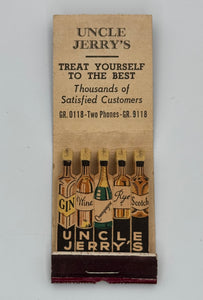 UNCLE
JERRY'S
TREAT YOURSELF
TO THE BEST
Thousands of
Satisfied Customers
GR. 0118-Two Phones-GR. 9118
GIN Wine Champagne Rye Scotch
UNCLE
JERRY'S